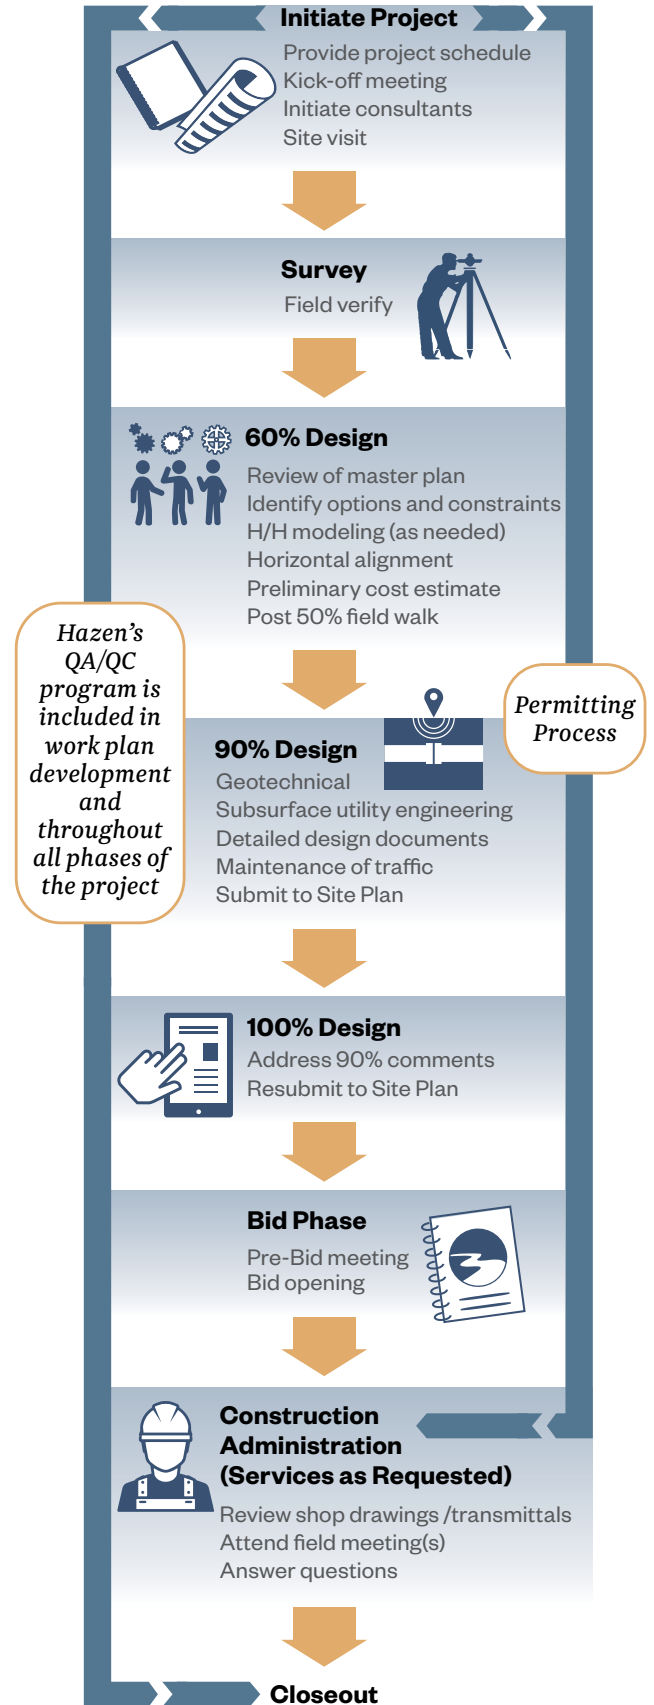 Initiate Project
Provide project schedule
Kick-off meeting
Initiate consultants
Site visit
Survey
Field verify
60% Design
Review of master plan
Identify options and constraints
H/H modeling (as needed)
Horizontal alignment
Preliminary cost estimate
Post 50% field walk
Hazen's
QA/QC
program is
included in
work plan
development
and
throughout
all phases of
the project
Permitting
Process
90% Design
Geotechnical
Subsurface utility engineering
Detailed design documents
Maintenance of traffic
Submit to Site Plan
100% Design
Address 90% comments
Resubmit to Site Plan
Bid Phase
Pre-Bid meeting
Bid opening
Construction
Administration
(Services as Requested)
Review shop drawings /transmittals
Attend field meeting(s)
Answer questions
Closeout